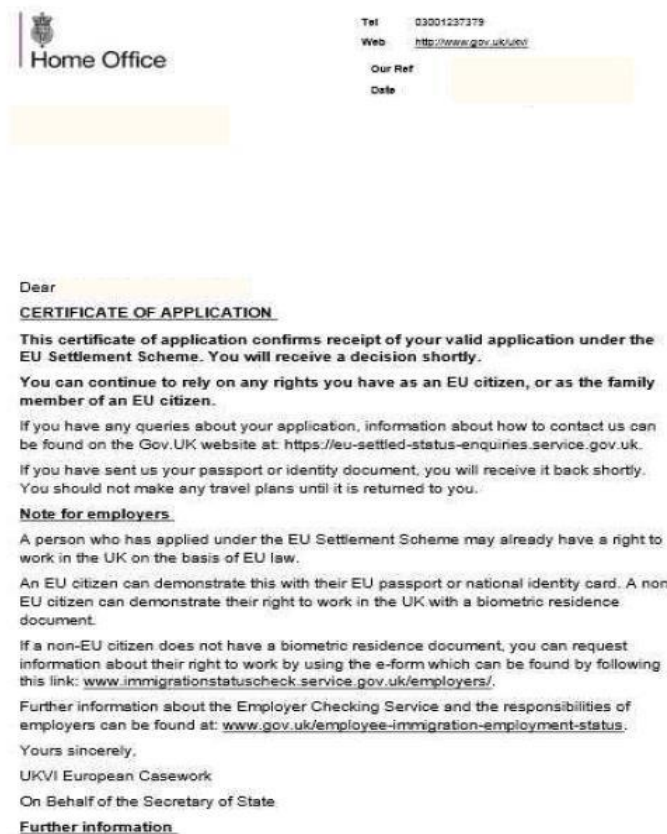 Home Office
Tel 03001237379
Web http://www.gov.uk/ukvi
Our Ref
Date
Dear
CERTIFICATE OF APPLICATION
This certificate of application confirms receipt of your valid application under the
EU Settlement Scheme. You will receive a decision shortly.
You can continue to rely on any rights you have as an EU citizen, or as the family
member of an EU citizen.
If you have any queries about your application, information about how to contact us can
be found on the Gov.UK website at: https://eu-settled-status-enquiries.service.gov.uk.
If you have sent us your passport or identity document, you will receive it back shortly.
You should not make any travel plans until it is returned to you.
Note for employers
A person who has applied under the EU Settlement Scheme may already have a right to
work in the UK on the basis of EU law.
An EU citizen can demonstrate this with their EU passport or national identity card. A non
EU citizen can demonstrate their right to work in the UK with a biometric residence
document.
If a non-EU citizen does not have a biometric residence document, you can request
information about their right to work by using the e-form which can be found by following
this link: www.immigrationstatuscheck.service.gov.uk/employers/.
Further information about the Employer Checking Service and the responsibilities of
employers can be found at: www.gov.uk/employee-immigration-employment-status.
Yours sincerely,
UKVI European Casework
On Behalf of the Secretary of State
Further information